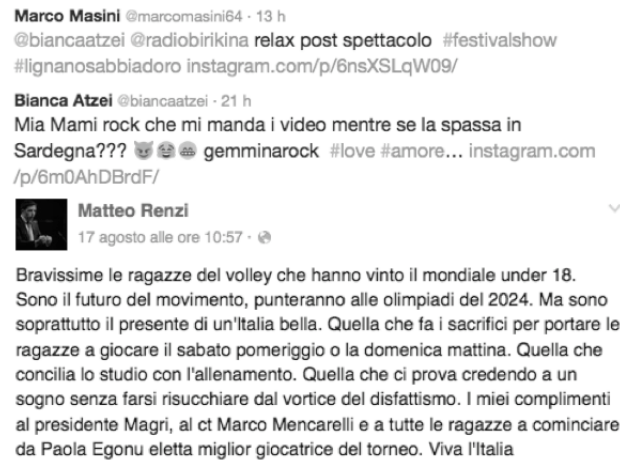 Marco Masini @marcomasini64 · 13 h
@biancaatzei @radiobirikina relax post spettacolo #festivalshow
#lignanosabbiadoro instagram.com/p/6nsXSLqW09/
Bianca Atzei @biancaatzei · 21 h
Mia Mami rock che mi manda i video mentre se la spassa in
Sardegna??? 😈😂😁 gemminarock #love #amore... instagram.com
/p/6m0AhDBrdF/
Matteo Renzi
17 agosto alle ore 10:57 ·
Bravissime le ragazze del volley che hanno vinto il mondiale under 18.
Sono il futuro del movimento, punteranno alle olimpiadi del 2024. Ma sono
soprattutto il presente di un'Italia bella. Quella che fa i sacrifici per portare le
ragazze a giocare il sabato pomeriggio o la domenica mattina. Quella che
concilia lo studio con l'allenamento. Quella che ci prova credendo a un
sogno senza farsi risucchiare dal vortice del disfattismo. I miei complimenti
al presidente Magri, al ct Marco Mencarelli e a tutte le ragazze a cominciare
da Paola Egonu eletta miglior giocatrice del torneo. Viva l'Italia